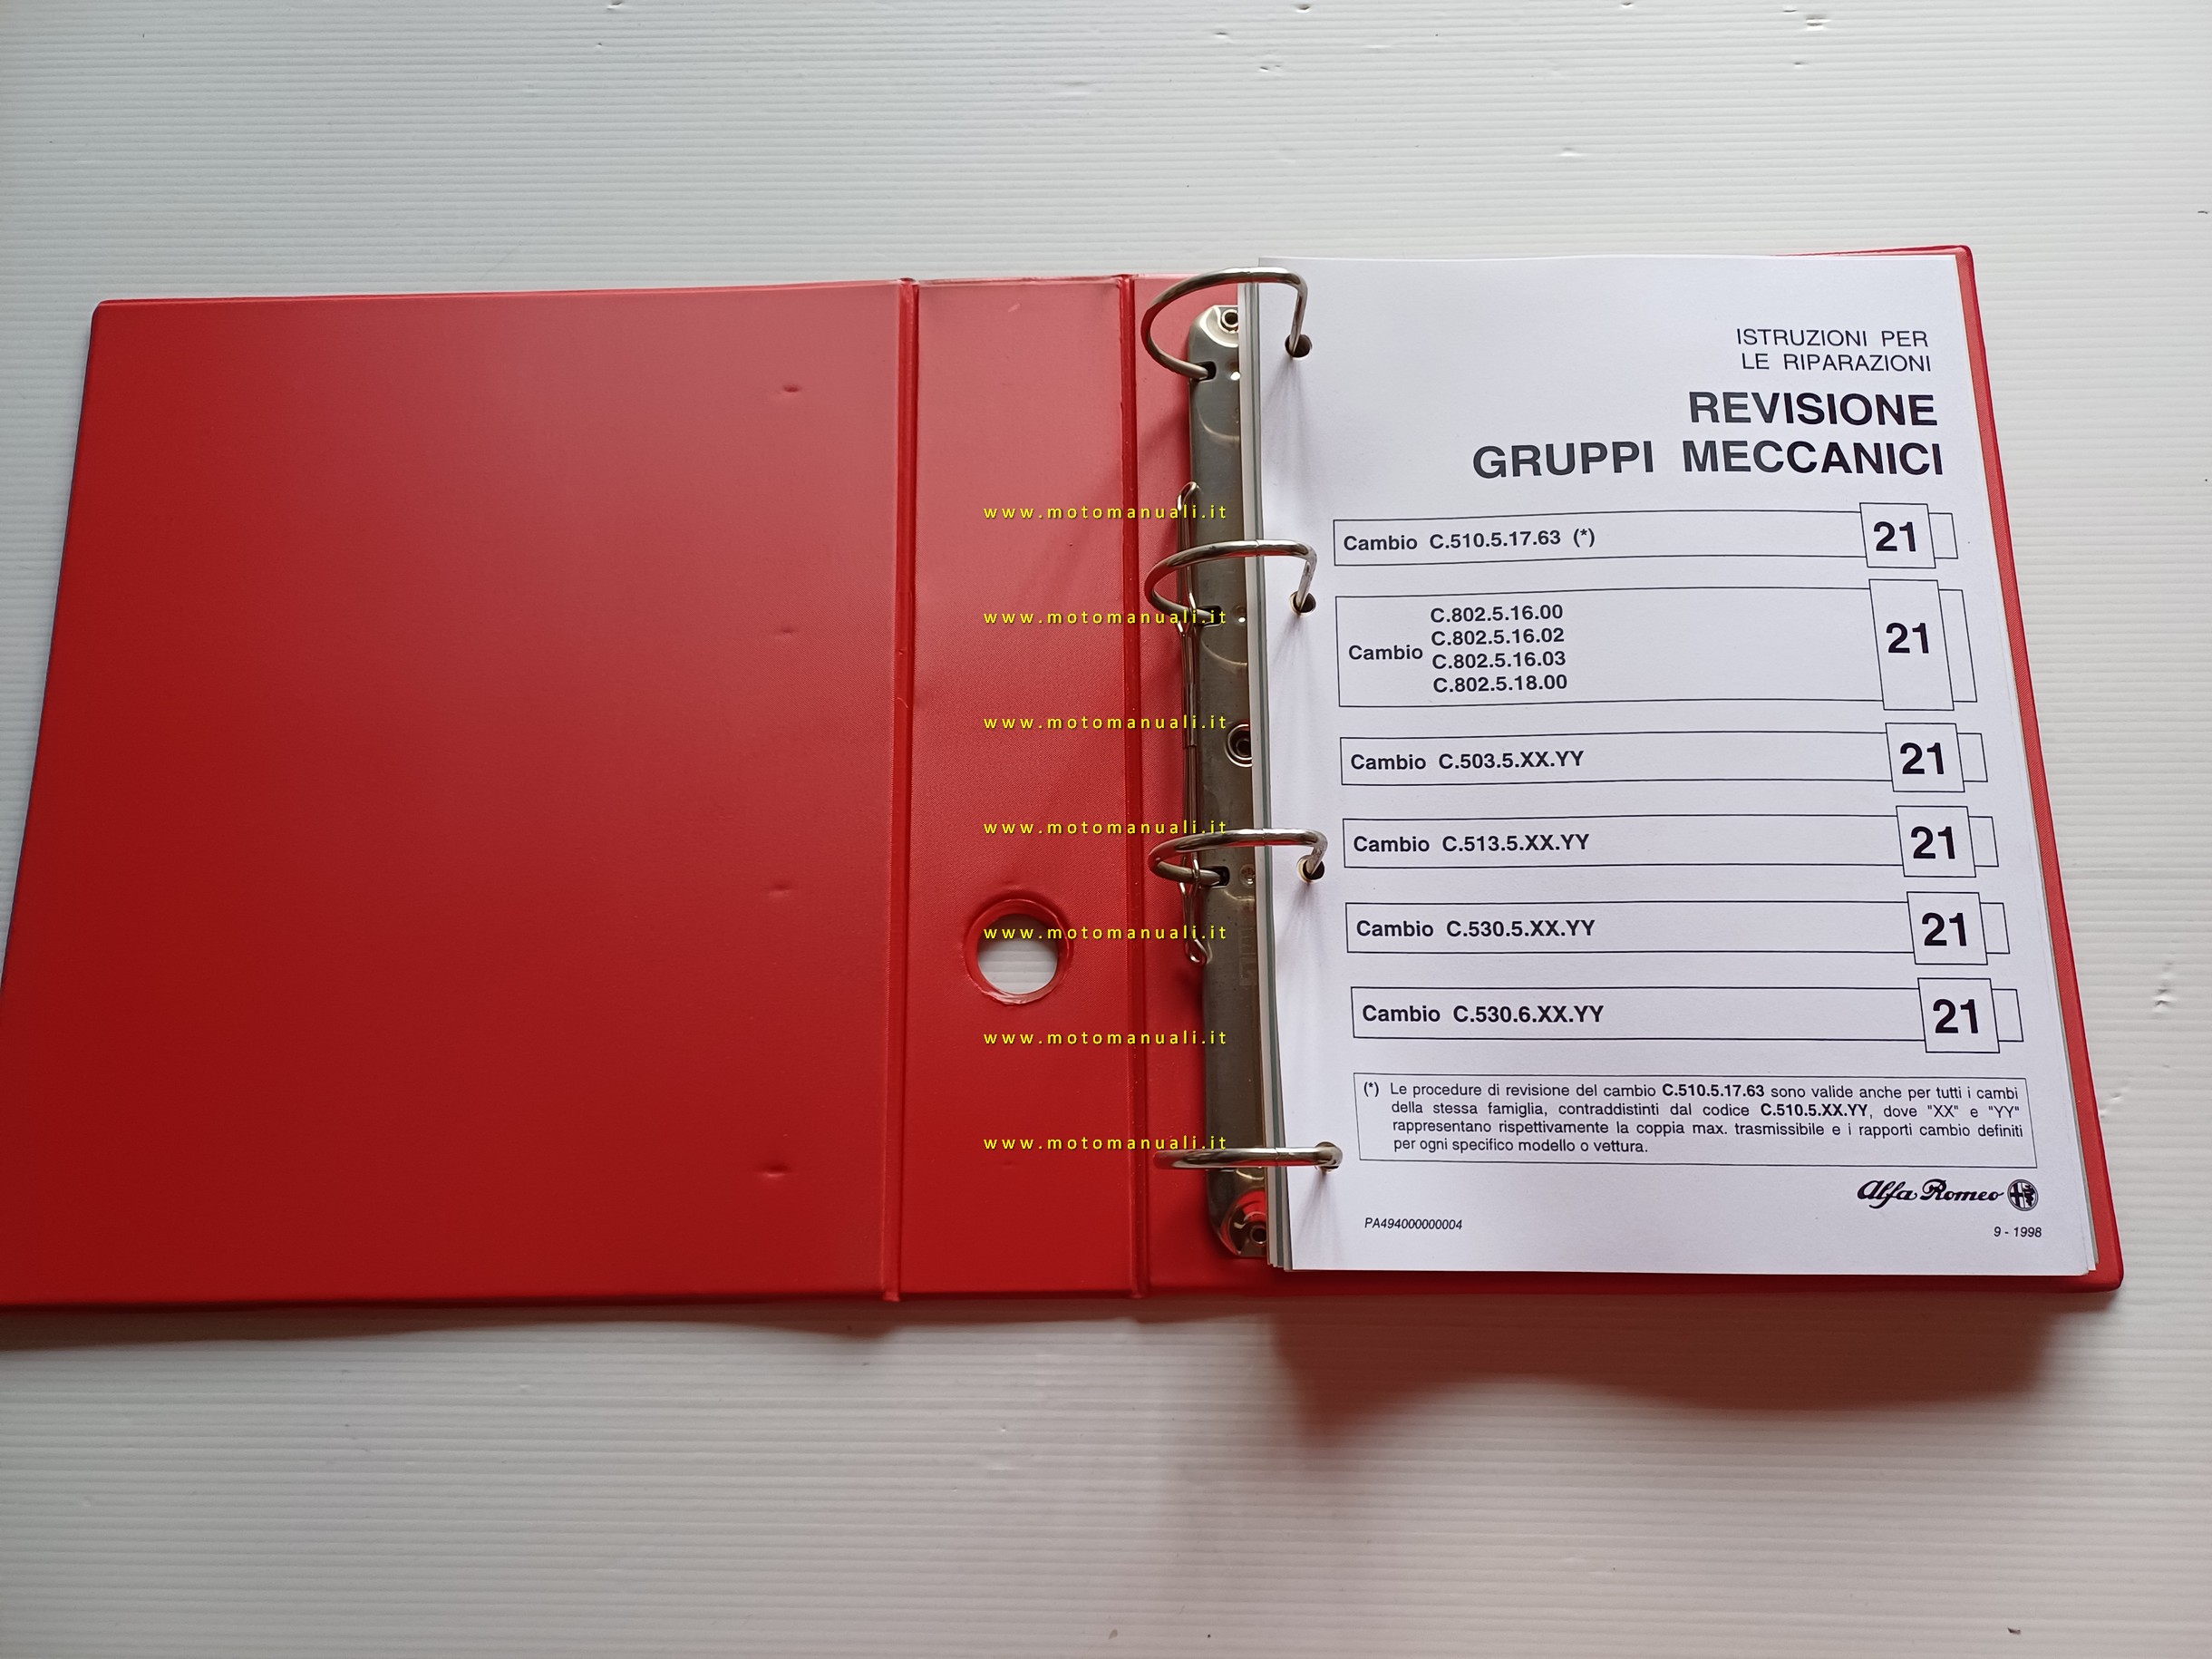 ISTRUZIONI PER
LE RIPARAZIONI
REVISIONE
GRUPPI MECCANICI
Cambio C.510.5.17.63 (*) 21
C.802.5.16.00
C.802.5.16.02
Cambio C.802.5.16.03 21
C.802.5.18.00
Cambio C.503.5.XX.YY 21
Cambio C.513.5.XX.YY 21
Cambio C.530.5.XX.YY 21
Cambio C.530.6.XX.YY 21
(*) Le procedure di revisione del cambio C.510.5.17.63 sono valide anche per tutti i cambi
della stessa famiglia, contraddistinti dal codice C.510.5.XX.YY, dove "XX" e "YY"
rappresentano rispettivamente la coppia max. trasmissibile e i rapporti cambio definiti
per ogni specifico modello o vettura.
Alfa Romeo
PA494000000004
9 - 1998
www.motomanuali.it
www.motomanuali.it
www.motomanuali.it
www.motomanuali.it
www.motomanuali.it
www.motomanuali.it
www.motomanuali.it